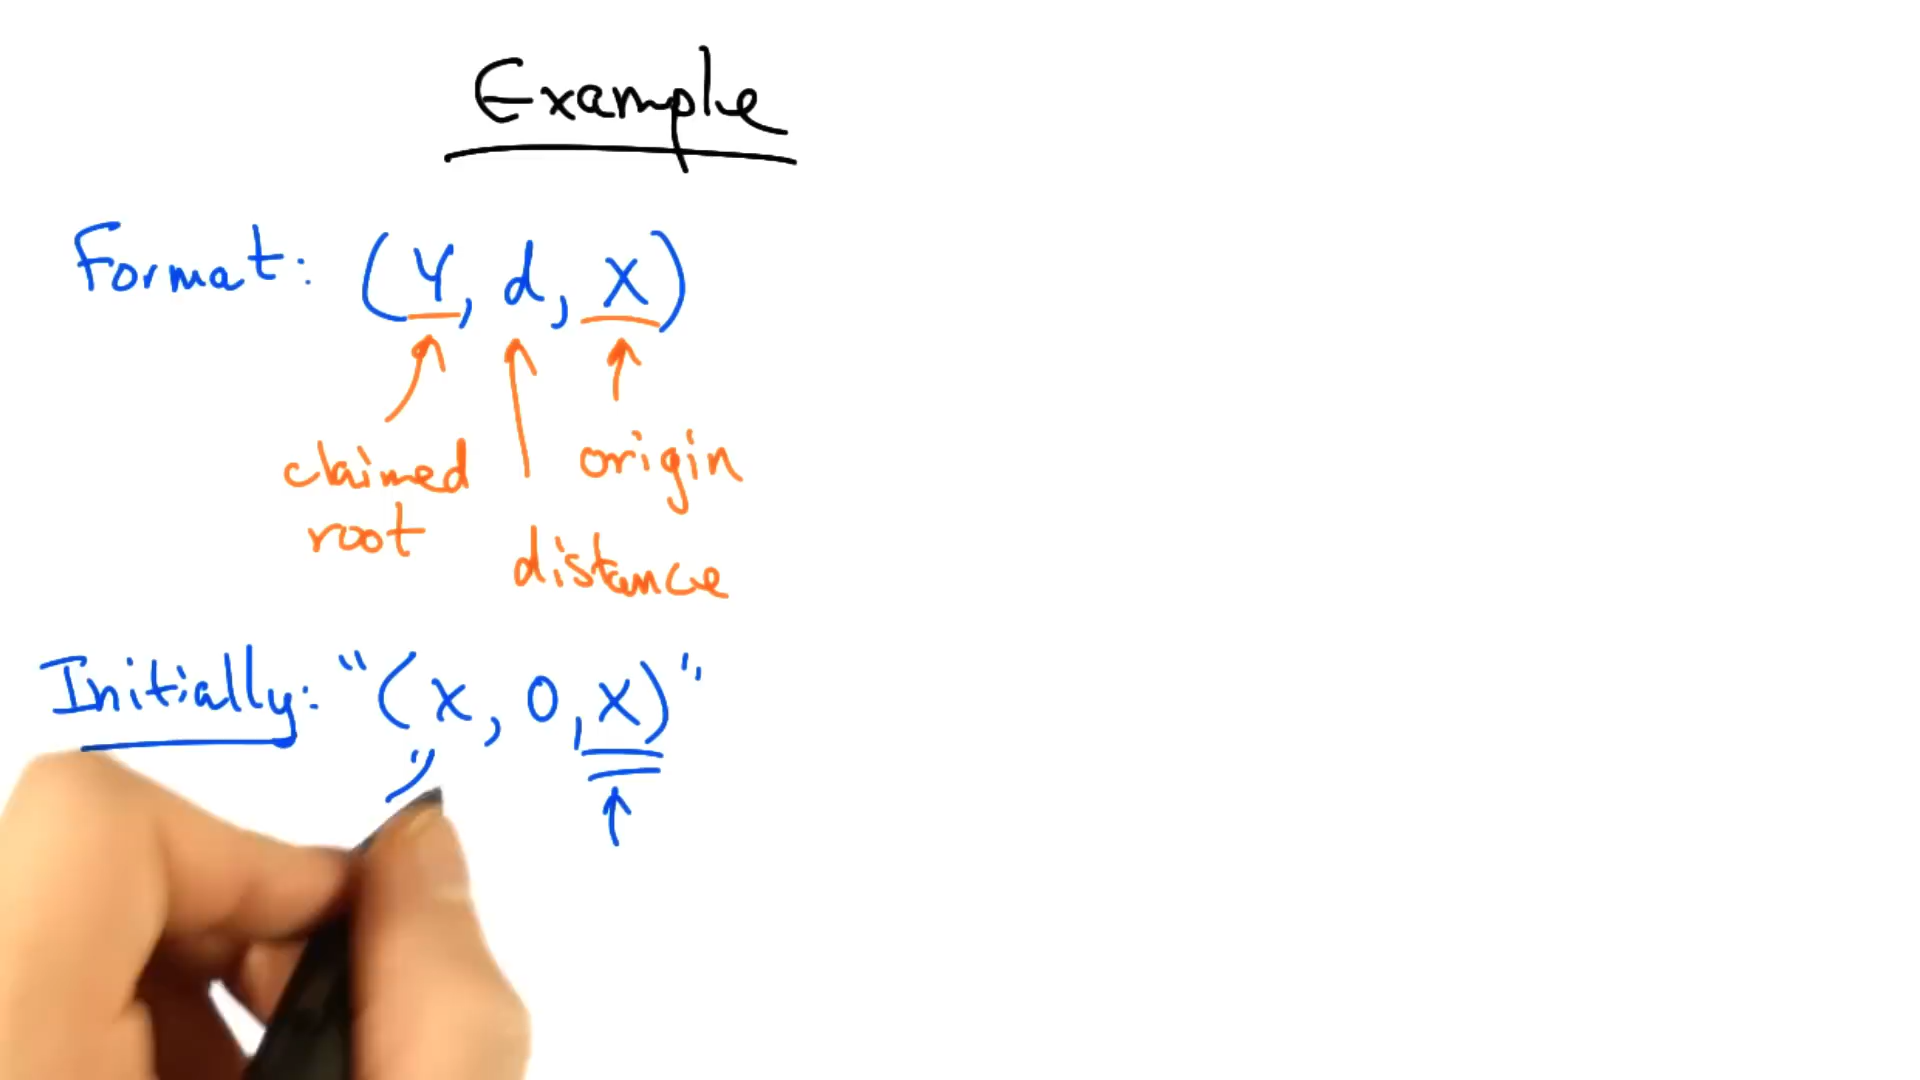 Example
Format: (Y, d, X)
claimed root
origin
distance
Initially: "(X, 0, X)"